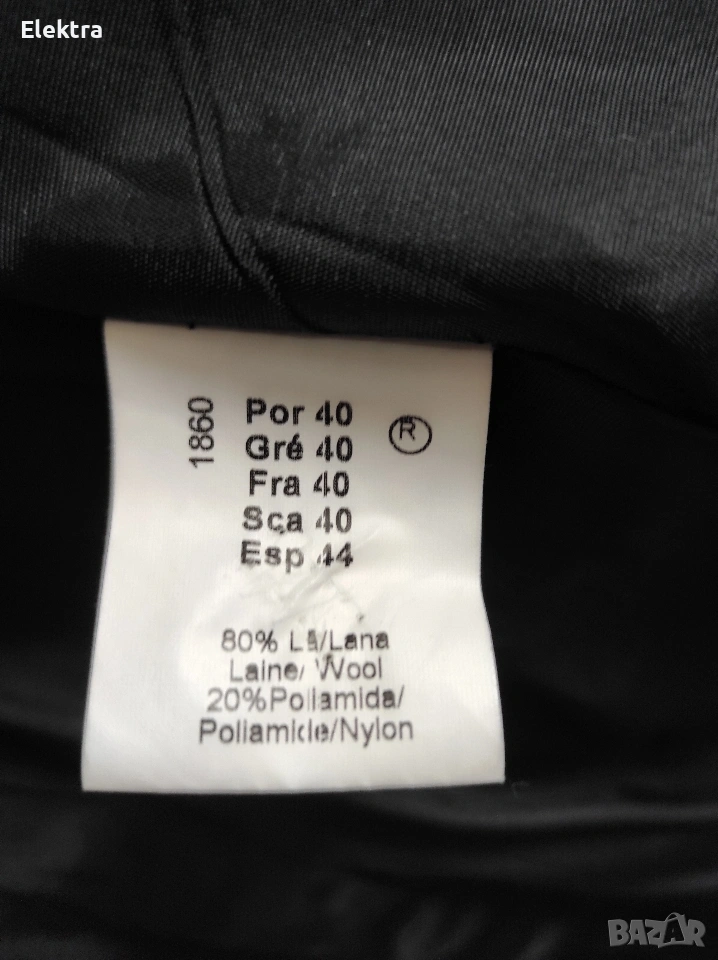 Elektra
1860
Por 40
Gré 40
Fra 40
Sça 40
Esp 44
R
80% Lã/Lana
Laine/ Wool
20%Poliamida/
Poliamide/Nylon
BAZAR